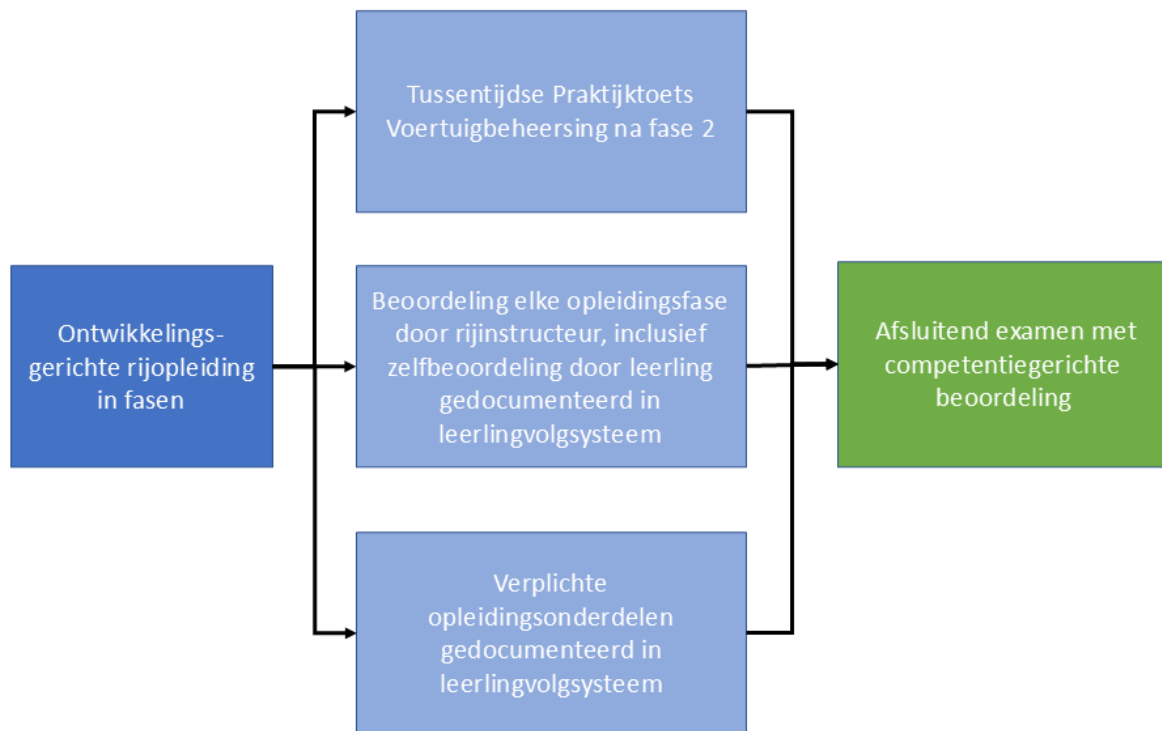 Tussentijdse Praktijktoets
Voertuigbeheersing na fase 2
Ontwikkelings-
gerichte rijopleiding
in fasen
Beoordeling elke opleidingsfase
door rijinstructeur, inclusief
zelfbeoordeling door leerling
gedocumenteerd in
leerlingvolgsysteem
Afsluitend examen met
competentiegerichte
beoordeling
Verplichte
opleidingsonderdelen
gedocumenteerd in
leerlingvolgsysteem